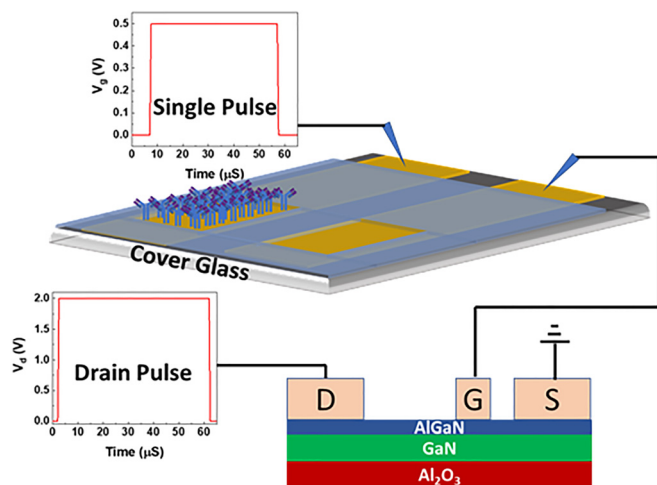 0.5
0.4
0.3
0.2
0.1
0.0
V_g (V)
Single Pulse
0 10 20 30 40 50 60
Time (μS)
Cover Glass
2.0
1.5
1.0
0.5
0.0
V_d (V)
Drain Pulse
0 10 20 30 40 50 60
Time (μS)
D G S
AlGaN
GaN
Al₂O₃